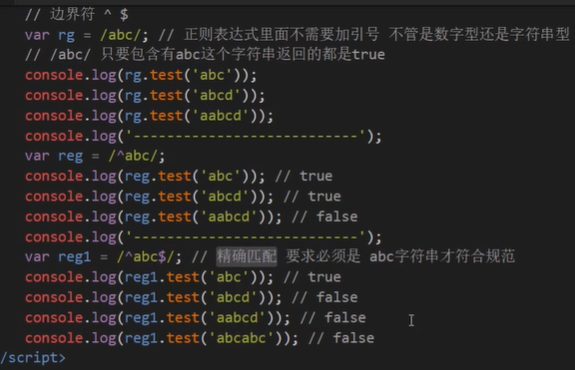 // 边界符 ^ $
var rg = /abc/; // 正则表达式里面不需要加引号 不管是数字型还是字符串型
// /abc/ 只要包含有abc这个字符串返回的都是true
console.log(rg.test('abc'));
console.log(rg.test('abcd'));
console.log(rg.test('aabcd'));
console.log('---------------------------');
var reg = /^abc/;
console.log(reg.test('abc')); // true
console.log(reg.test('abcd')); // true
console.log(reg.test('aabcd')); // false
console.log('---------------------------');
var reg1 = /^abc$/; // 精确匹配 要求必须是 abc字符串才符合规范
console.log(reg1.test('abc')); // true
console.log(reg1.test('abcd')); // false
console.log(reg1.test('aabcd')); // false
console.log(reg1.test('abcabc')); // false
/script>